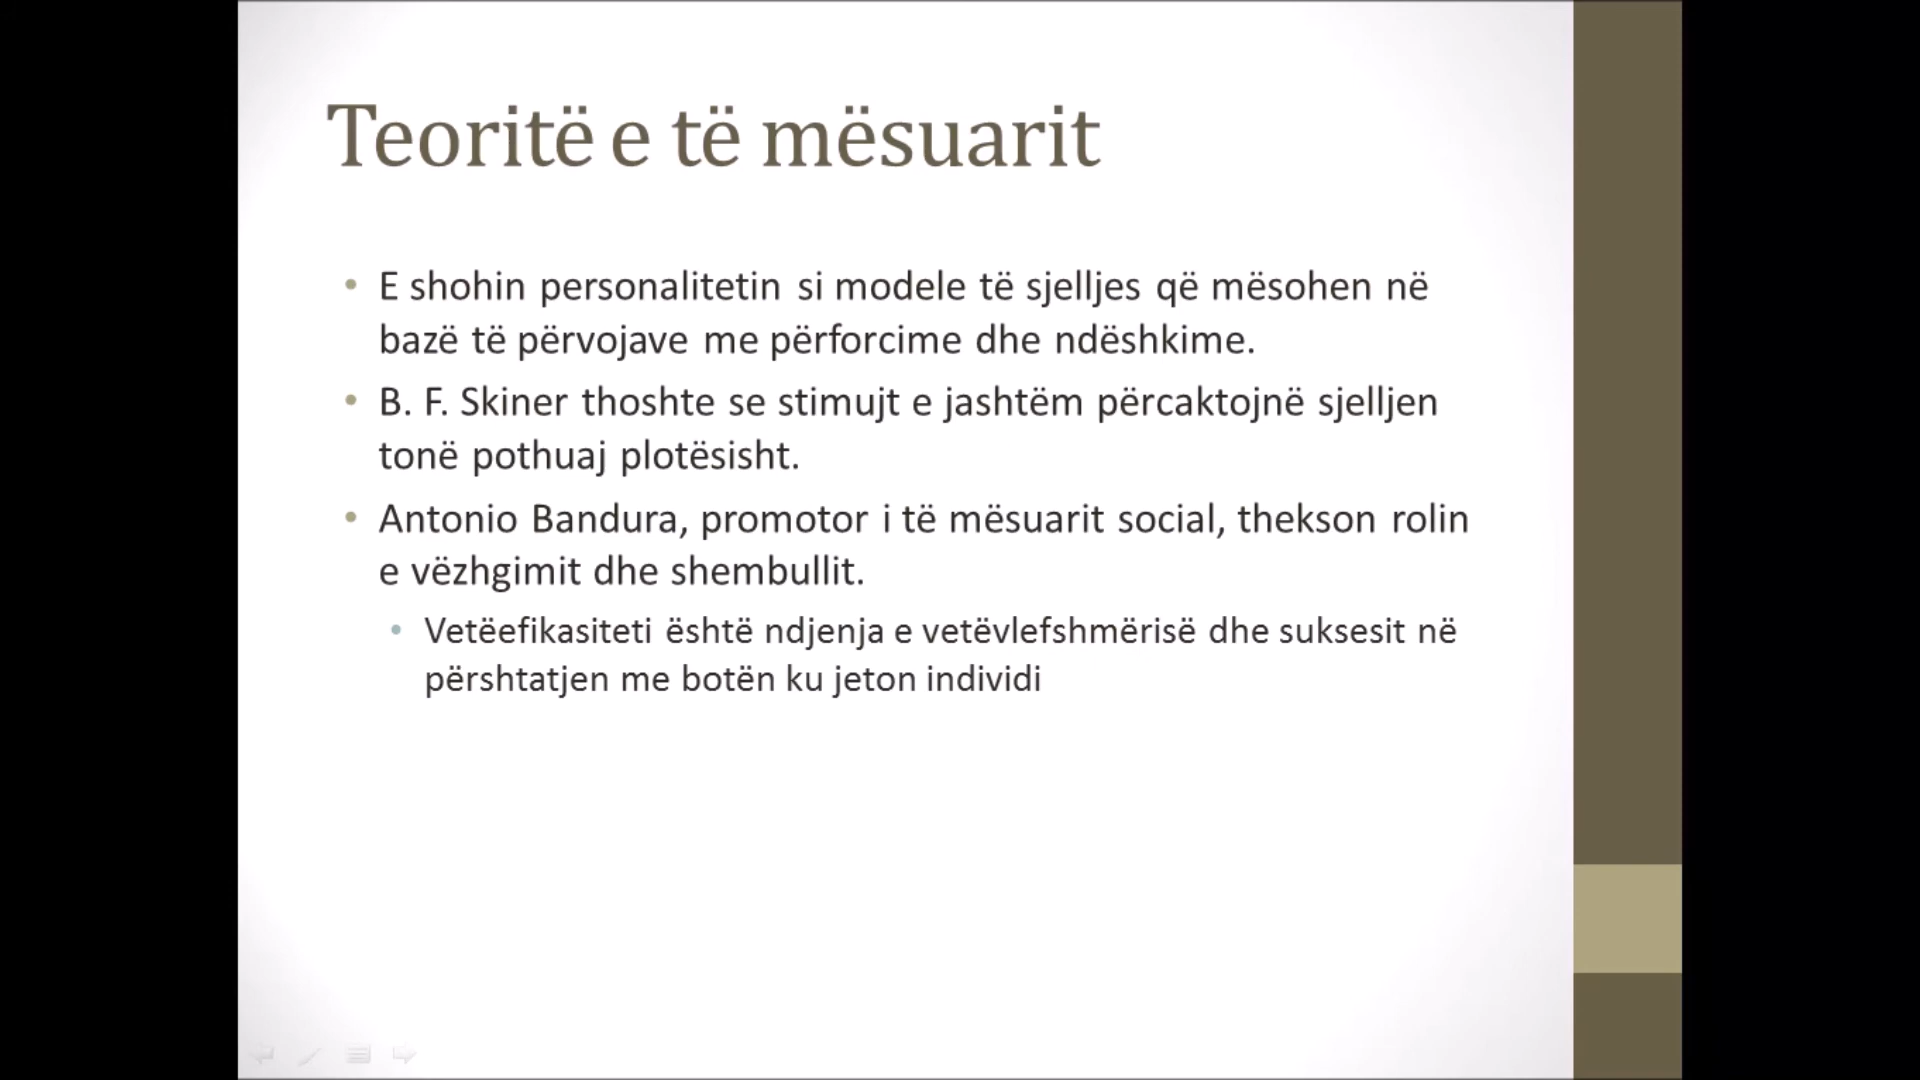 Teoritë e të mësuarit
• E shohin personalitetin si modele të sjelljes që mësohen në
bazë të përvojave me përforcime dhe ndëshkime.
• B. F. Skiner thoshte se stimujt e jashtëm përcaktojnë sjelljen
tonë pothuaj plotësisht.
• Antonio Bandura, promotor i të mësuarit social, thekson rolin
e vëzhgimit dhe shembullit.
• Vetëefikasiteti është ndjenja e vetëvlefshmërisë dhe suksesit në
përshtatjen me botën ku jeton individi